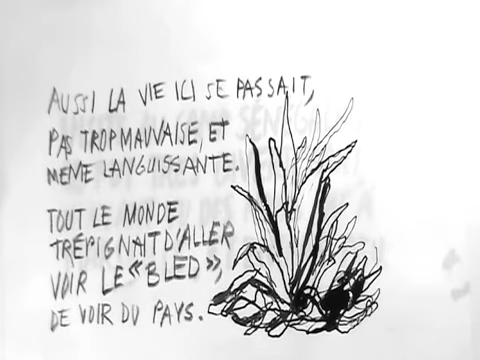 AUSSI LA VIE ICI SE PASSAIT,
PAS TROP MAUVAISE, ET
MEME LANGUISSANTE.
TOUT LE MONDE
TRÉPIGNAIT D'ALLER
VOIR LE "BLED",
DE VOIR DU PAYS.